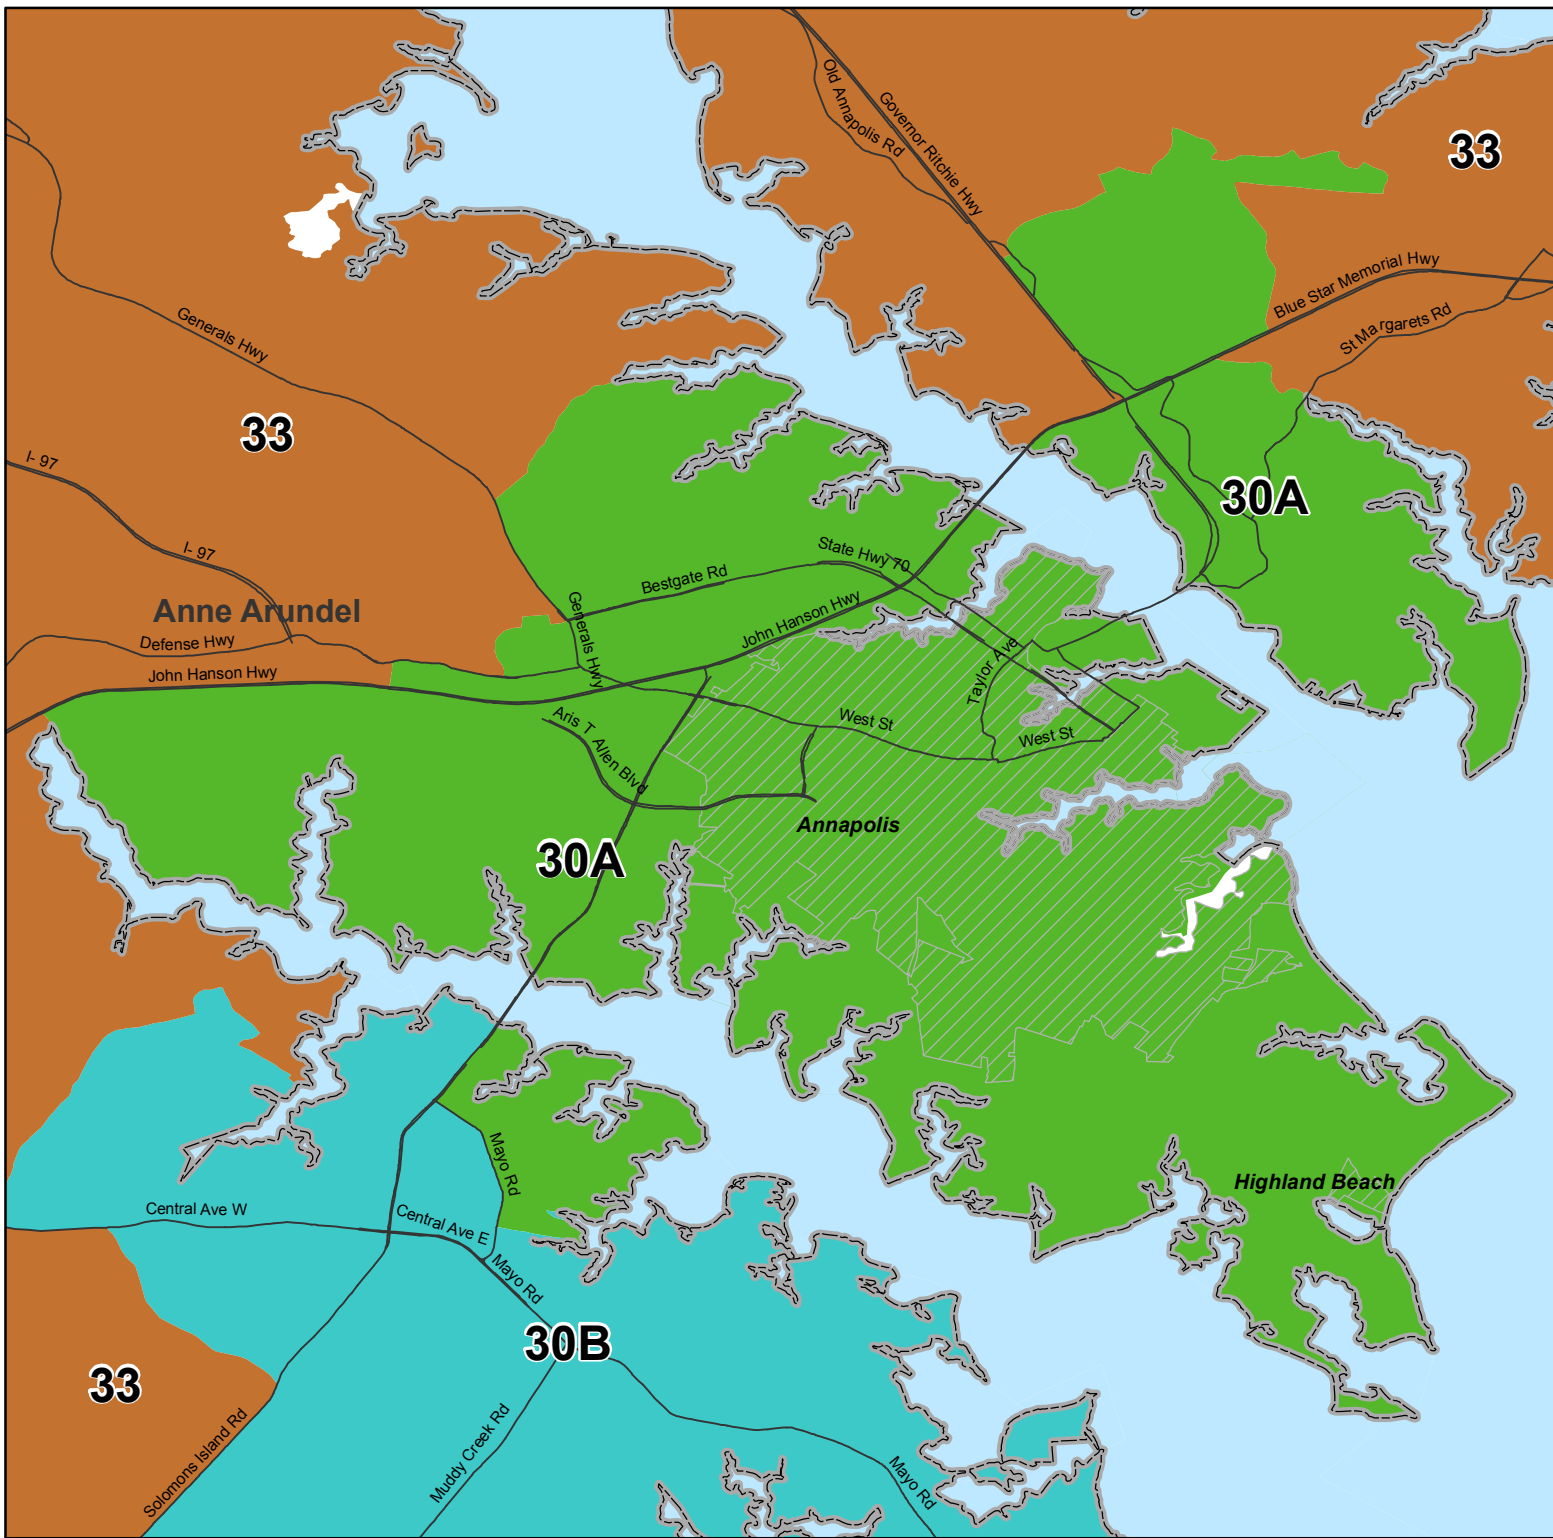 Old Annapolis Rd
Governor Ritchie Hwy
33
Blue Star Memorial Hwy
St Margarets Rd
Generals Hwy
33
I- 97
30A
I- 97
State Hwy 70
Bestgate Rd
Anne Arundel
Generals Hwy
John Hanson Hwy
Defense Hwy
Taylor Ave
John Hanson Hwy
Aris T Allen Blvd
West St
West St
Annapolis
30A
Mayo Rd
Highland Beach
Central Ave W
Central Ave E
Mayo Rd
30B
33
Solomons Island Rd
Muddy Creek Rd
Mayo Rd